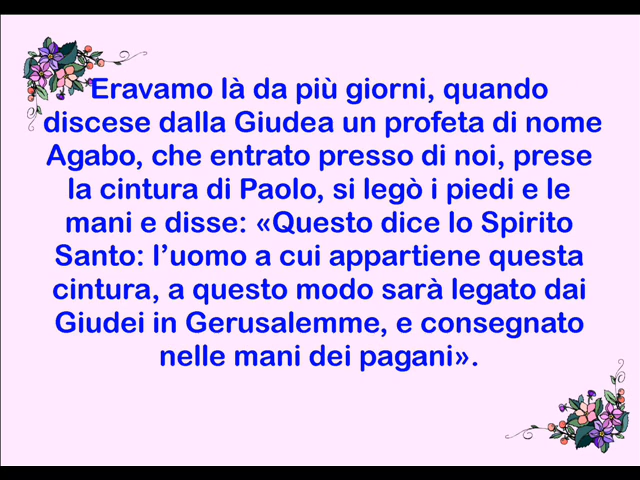 Eravamo là da più giorni, quando
discese dalla Giudea un profeta di nome
Agabo, che entrato presso di noi, prese
la cintura di Paolo, si legò i piedi e le
mani e disse: «Questo dice lo Spirito
Santo: l’uomo a cui appartiene questa
cintura, a questo modo sarà legato dai
Giudei in Gerusalemme, e consegnato
nelle mani dei pagani».